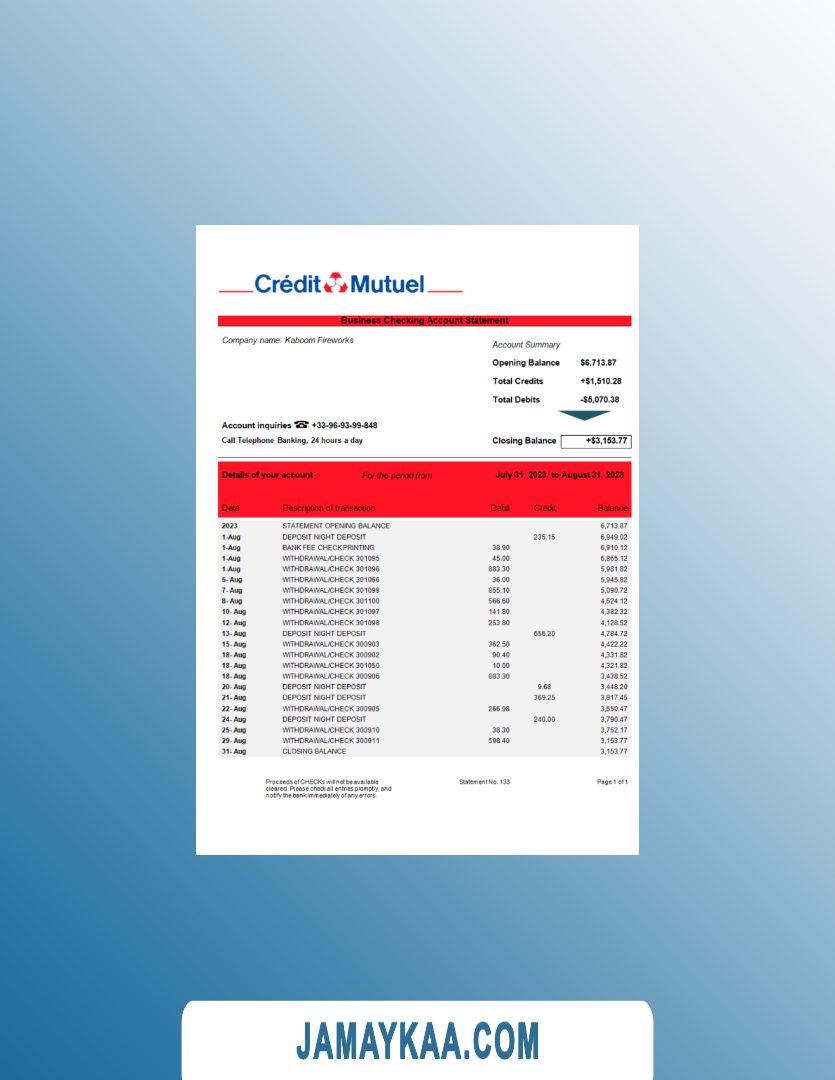 Crédit Mutuel
Business Checking Account Statement
Company name: Kaboom Fireworks
Account Summary
Opening Balance $6,713.87
Total Credits +$1,510.28
Total Debits -$5,070.38
Account inquiries ☎ +33-96-93-99-848
Call Telephone Banking, 24 hours a day
Closing Balance +$3,153.77
Details of your account For the period from July 31, 2023. to August 31, 2023
Date Description of transaction Debit Credit Balance
2023 STATEMENT OPENING BALANCE 6,713.87
1-Aug DEPOSIT NIGHT DEPOSIT 235.15 6,949.02
1-Aug BANK FEE CHECK PRINTING 38.90 6,910.12
1-Aug WITHDRAWAL/CHECK 301095 45.00 6,865.12
1-Aug WITHDRAWAL/CHECK 301096 883.30 5,981.82
5- Aug WITHDRAWAL/CHECK 301066 36.00 5,945.82
7- Aug WITHDRAWAL/CHECK 301099 855.10 5,090.72
8- Aug WITHDRAWAL/CHECK 301100 566.60 4,524.12
10- Aug WITHDRAWAL/CHECK 301097 141.80 4,382.32
12- Aug WITHDRAWAL/CHECK 301098 253.80 4,128.52
13- Aug DEPOSIT NIGHT DEPOSIT 656.20 4,784.72
15- Aug WITHDRAWAL/CHECK 300903 362.50 4,422.22
18- Aug WITHDRAWAL/CHECK 300902 90.40 4,331.82
18- Aug WITHDRAWAL/CHECK 301050 10.00 4,321.82
18- Aug WITHDRAWAL/CHECK 300906 883.30 3,438.52
20- Aug DEPOSIT NIGHT DEPOSIT 9.68 3,448.20
21- Aug DEPOSIT NIGHT DEPOSIT 369.25 3,817.45
22- Aug WITHDRAWAL/CHECK 300905 266.98 3,550.47
24- Aug DEPOSIT NIGHT DEPOSIT 240.00 3,790.47
25- Aug WITHDRAWAL/CHECK 300910 38.30 3,752.17
29- Aug WITHDRAWAL/CHECK 300911 598.40 3,153.77
31- Aug CLOSING BALANCE 3,153.77
Proceeds of CHECKs will not be available
cleared. Please check all entries promptly, and
notify the bank immediately of any errors.
Statement No. 133
Page 1 of 1
JAMAYKAA.COM